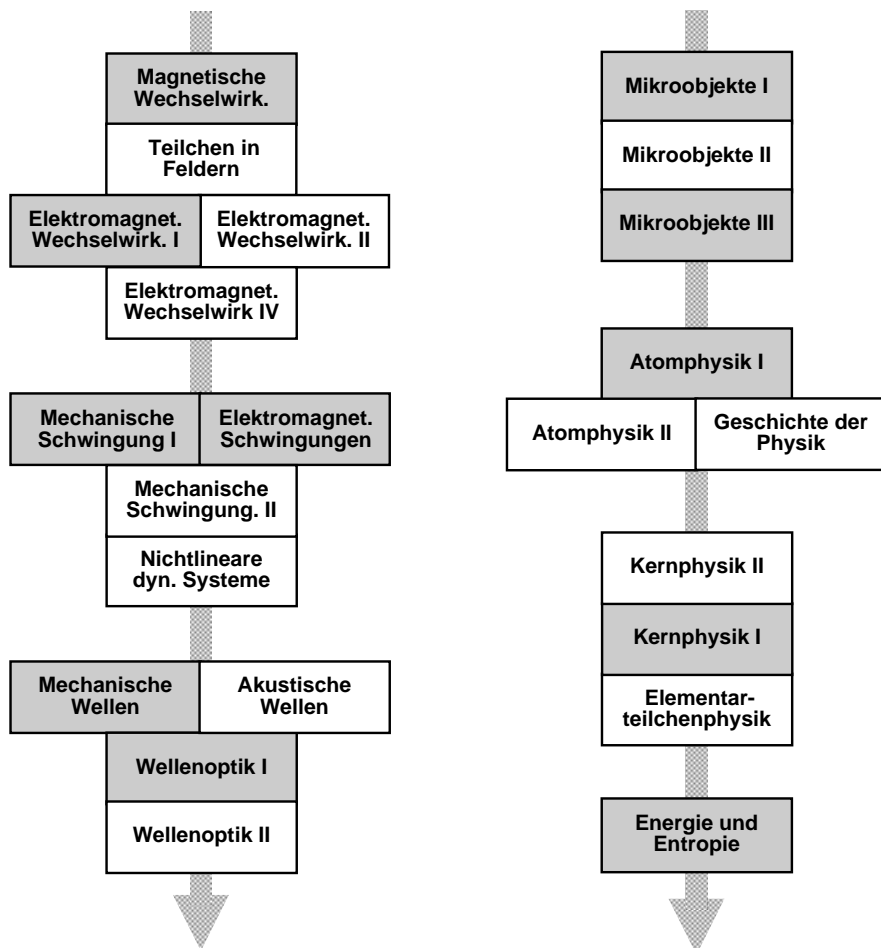 Magnetische
Wechselwirk.
Teilchen in
Feldern
Elektromagnet.
Wechselwirk. I
Elektromagnet.
Wechselwirk. II
Elektromagnet.
Wechselwirk IV
Mechanische
Schwingung I
Elektromagnet.
Schwingungen
Mechanische
Schwingung. II
Nichtlineare
dyn. Systeme
Mechanische
Wellen
Akustische
Wellen
Wellenoptik I
Wellenoptik II
Mikroobjekte I
Mikroobjekte II
Mikroobjekte III
Atomphysik I
Atomphysik II
Geschichte der
Physik
Kernphysik II
Kernphysik I
Elementar-
teilchenphysik
Energie und
Entropie